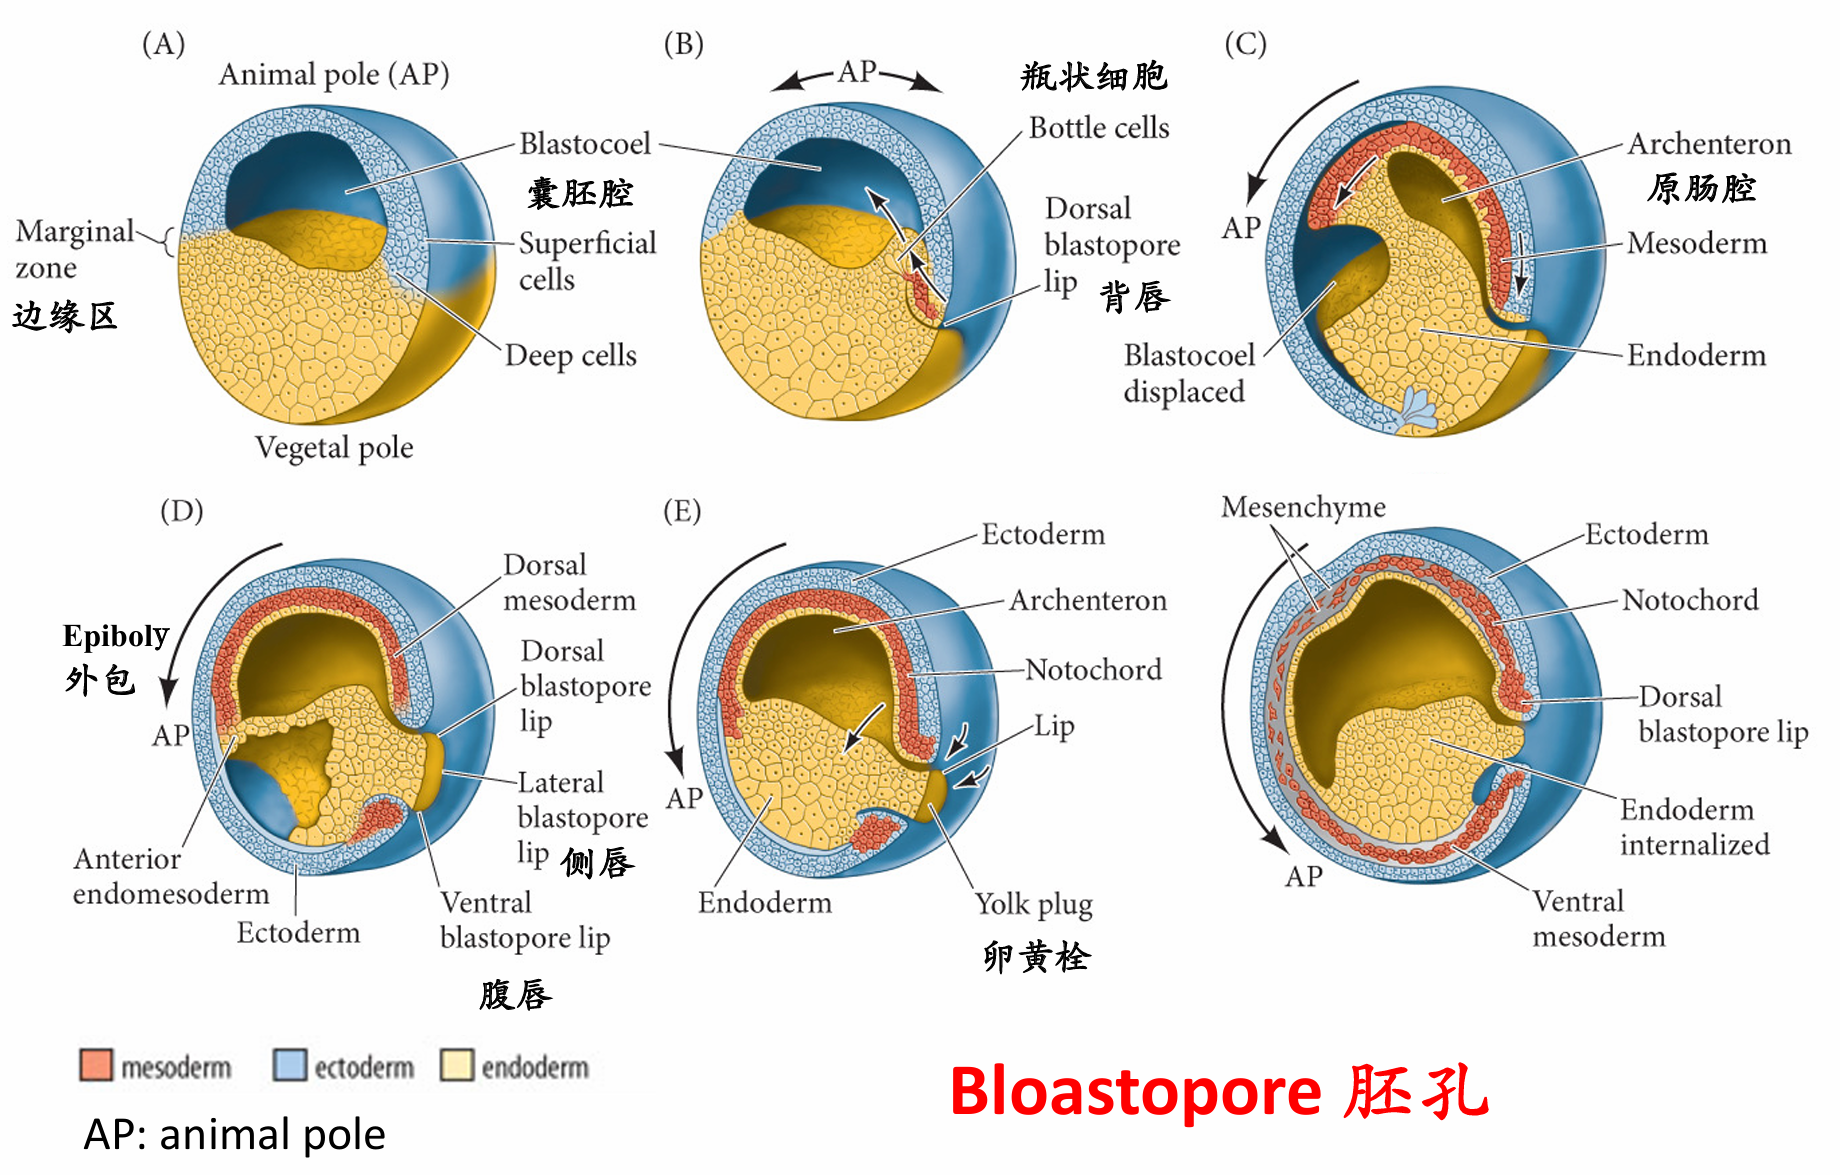 (A)
Animal pole (AP)
Blastocoel
囊胚腔
Marginal
zone
边缘区
Superficial
cells
Deep cells
Vegetal pole
(B)
AP
瓶状细胞
Bottle cells
Dorsal
blastopore
lip 背唇
(C)
AP
Archenteron
原肠腔
Mesoderm
Endoderm
Blastocoel
displaced
(D)
Epiboly
外包
AP
Dorsal
mesoderm
Dorsal
blastopore
lip
Lateral
blastopore
lip 侧唇
Anterior
endomesoderm
Ectoderm
Ventral
blastopore lip
腹唇
(E)
Ectoderm
Archenteron
Notochord
Lip
AP
Endoderm
Yolk plug
卵黄栓
Mesenchyme
Ectoderm
Notochord
Dorsal
blastopore lip
Endoderm
internalized
AP
Ventral
mesoderm
mesoderm ectoderm endoderm
AP: animal pole
Bloastopore 胚孔